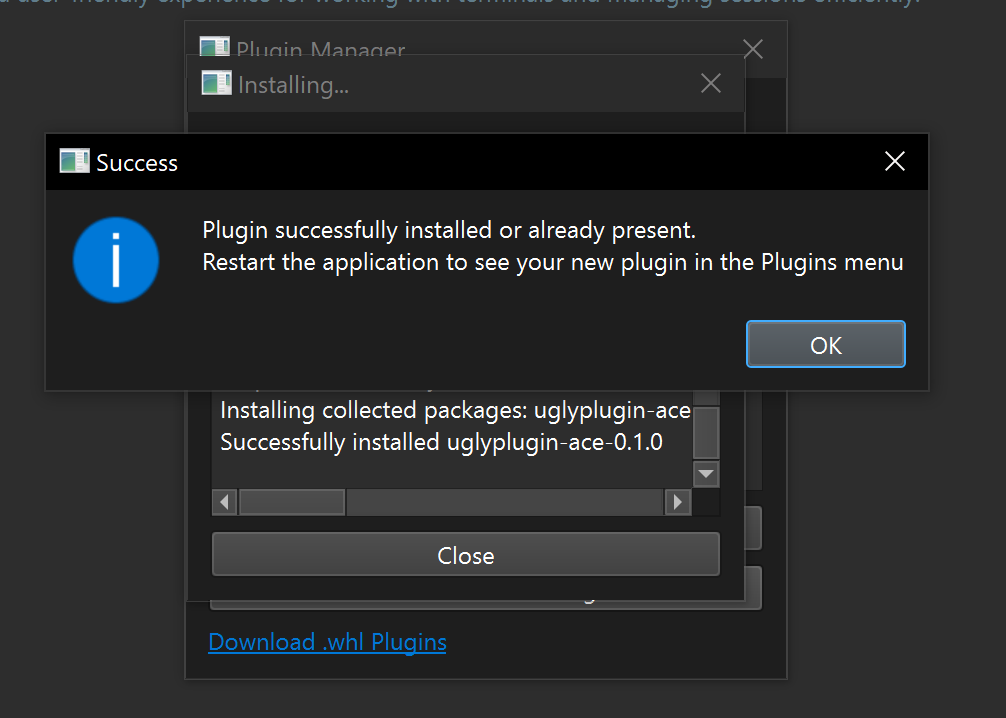 user-friendly experience for working with terminals and managing sessions efficiently.
Plugin Manager
Installing...
Success
Plugin successfully installed or already present.
Restart the application to see your new plugin in the Plugins menu
OK
Installing collected packages: uglyplugin-ace
Successfully installed uglyplugin-ace-0.1.0
Close
Download .whl Plugins